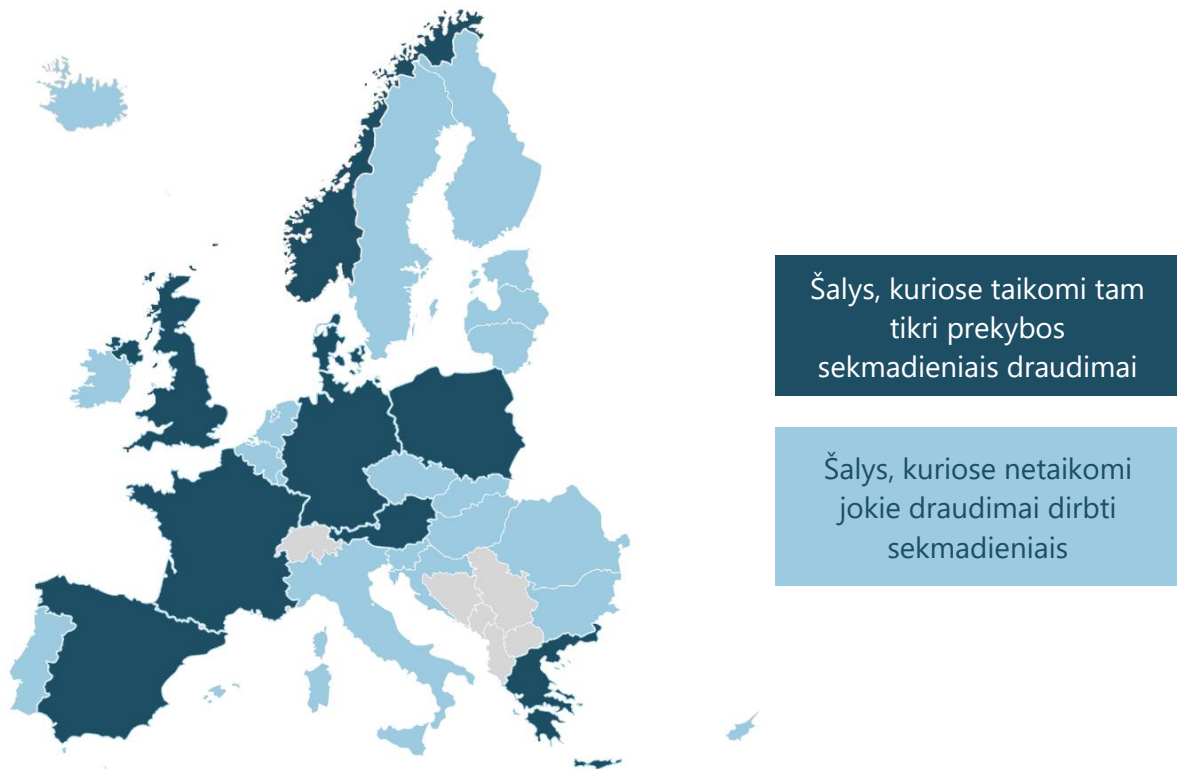 Šalys, kuriose taikomi tam
tikri prekybos
sekmadieniais draudimai
Šalys, kuriose netaikomi
jokie draudimai dirbti
sekmadieniais